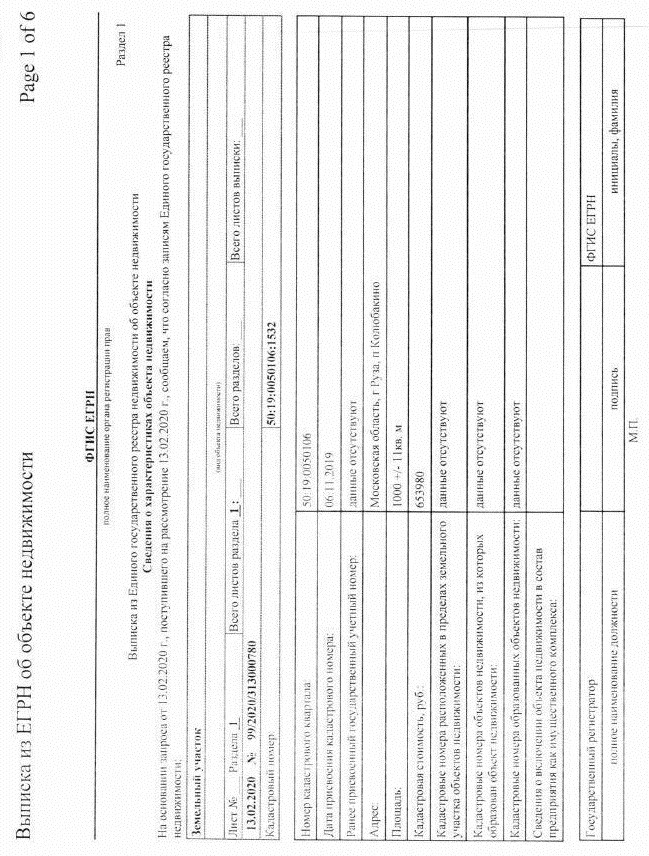 Выписка из ЕГРН об объекте недвижимости
Page 1 of 6
ФГИС ЕГРН
полное наименование органа регистрации прав
Раздел 1
Выписка из Единого государственного реестра недвижимости об объекте недвижимости
Сведения о характеристиках объекта недвижимости
На основании запроса от 13.02.2020 г., поступившего на рассмотрение 13.02.2020 г., сообщаем, что согласно записям Единого государственного реестра
недвижимости:
Земельный участок
(вид объекта недвижимости)
Лист № Раздела 1 Всего листов раздела 1 : Всего разделов: Всего листов выписки:
13.02.2020 № 99/2020/313000780
Кадастровый номер: 50:19:0050106:1532
Номер кадастрового квартала: 50:19:0050106
Дата присвоения кадастрового номера: 06.11.2019
Ранее присвоенный государственный учетный номер: данные отсутствуют
Адрес: Московская область, г Руза, п Колюбакино
Площадь: 1000 +/- 11кв. м
Кадастровая стоимость, руб.: 653980
Кадастровые номера расположенных в пределах земельного
участка объектов недвижимости: данные отсутствуют
Кадастровые номера объектов недвижимости, из которых
образован объект недвижимости: данные отсутствуют
Кадастровые номера образованных объектов недвижимости: данные отсутствуют
Сведения о включении объекта недвижимости в состав
предприятия как имущественного комплекса:
Государственный регистратор ФГИС ЕГРН
полное наименование должности подпись инициалы, фамилия
М.П.